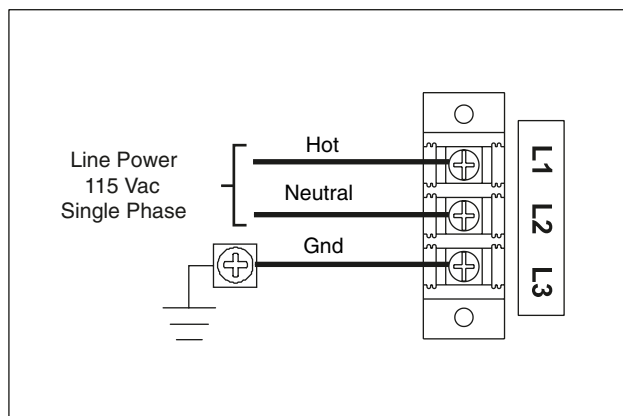 Hot
Line Power
115 Vac
Single Phase
Neutral
Gnd
L1
L2
L3